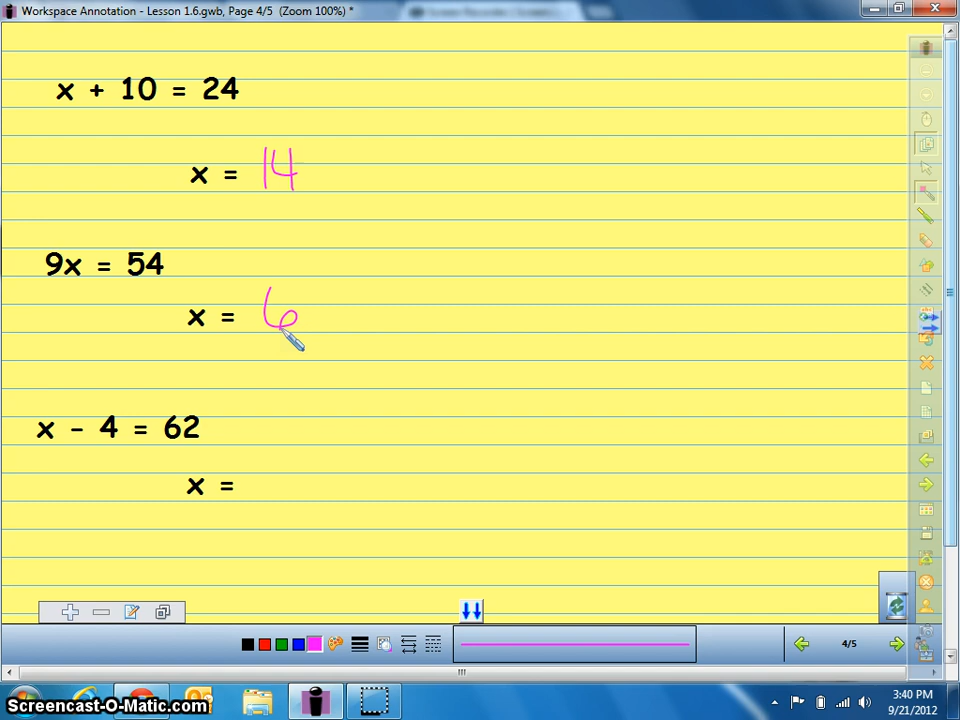 Workspace Annotation - Lesson 1.6.gwb, Page 4/5 (Zoom 100%) *
x + 10 = 24
x = 14
9x = 54
x = 6
x - 4 = 62
x =
4/5
Screencast-O-Matic.com
3:40 PM
9/21/2012